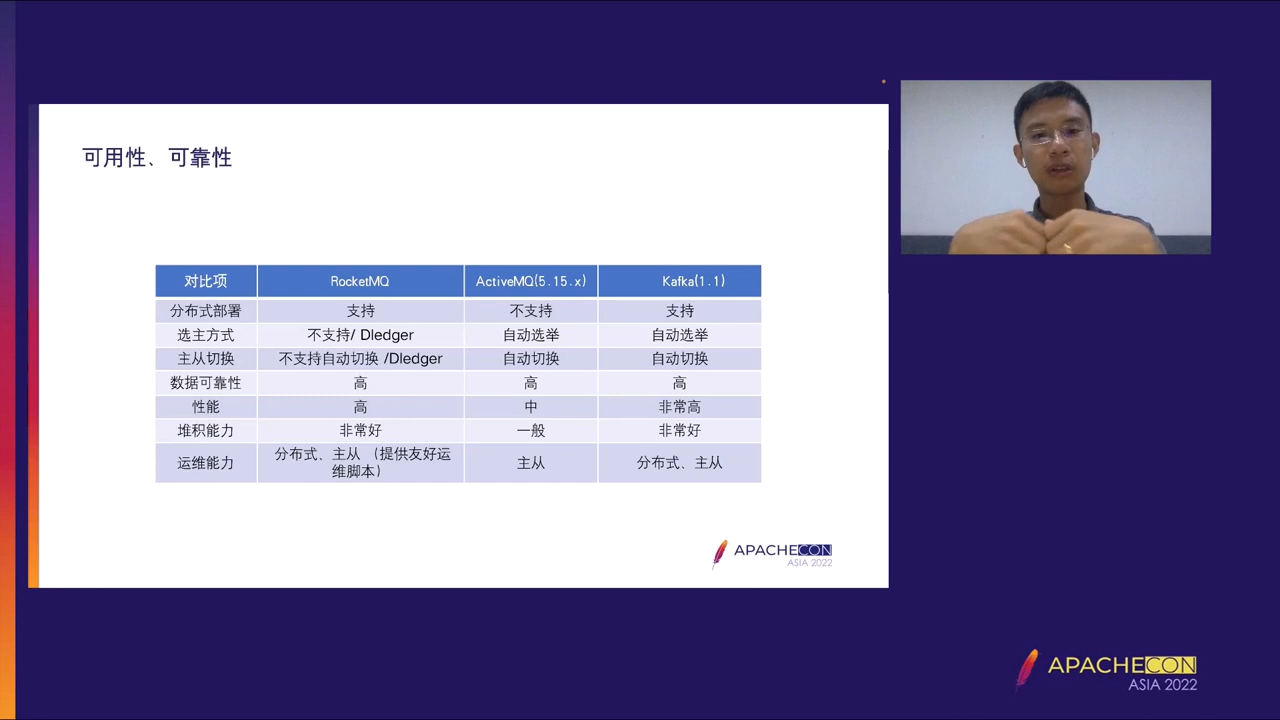 可用性、可靠性
对比项 RocketMQ ActiveMQ(5.15.x) Kafka(1.1)
分布式部署 支持 不支持 支持
选主方式 不支持/ Dledger 自动选举 自动选举
主从切换 不支持自动切换 /Dledger 自动切换 自动切换
数据可靠性 高 高 高
性能 高 中 非常高
堆积能力 非常好 一般 非常好
运维能力 分布式、主从 （提供友好运维脚本） 主从 分布式、主从
APACHECON
ASIA 2022
APACHECON
ASIA 2022